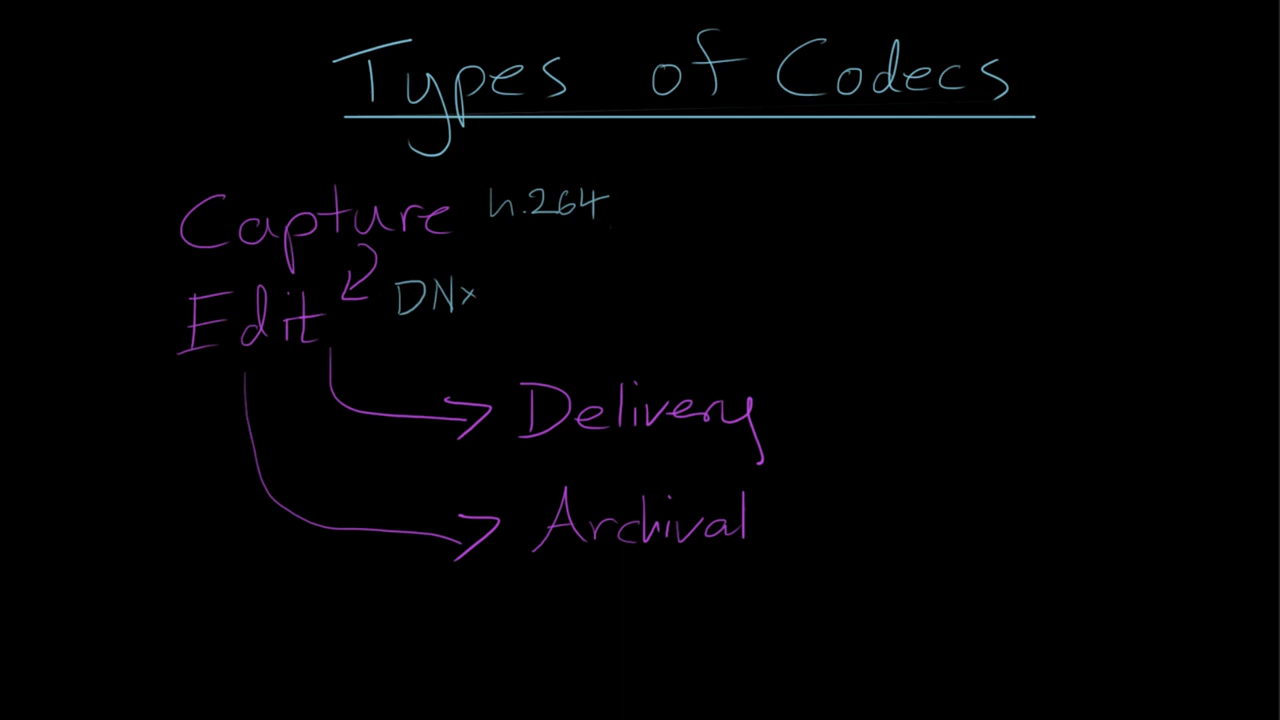 Types of Codecs
Capture h.264
Edit DNx
Delivery
Archival